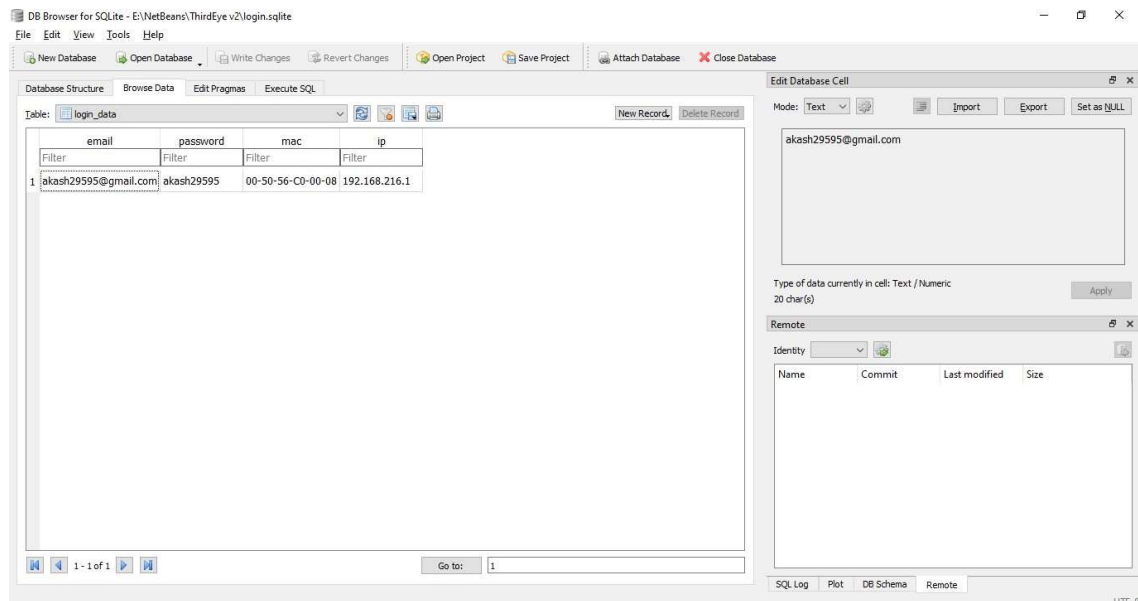 DB Browser for SQLite - E:\NetBeans\ThirdEye v2\login.sqlite
File Edit View Tools Help
New Database Open Database Write Changes Revert Changes Open Project Save Project Attach Database Close Database
Database Structure Browse Data Edit Pragmas Execute SQL
Table: login_data New Record Delete Record
email password mac ip
Filter Filter Filter Filter
1 akash29595@gmail.com akash29595 00-50-56-C0-00-08 192.168.216.1
1 - 1 of 1 Go to: 1
Edit Database Cell
Mode: Text Import Export Set as NULL
akash29595@gmail.com
Type of data currently in cell: Text / Numeric
20 char(s)
Apply
Remote
Identity
Name Commit Last modified Size
SQL Log Plot DB Schema Remote